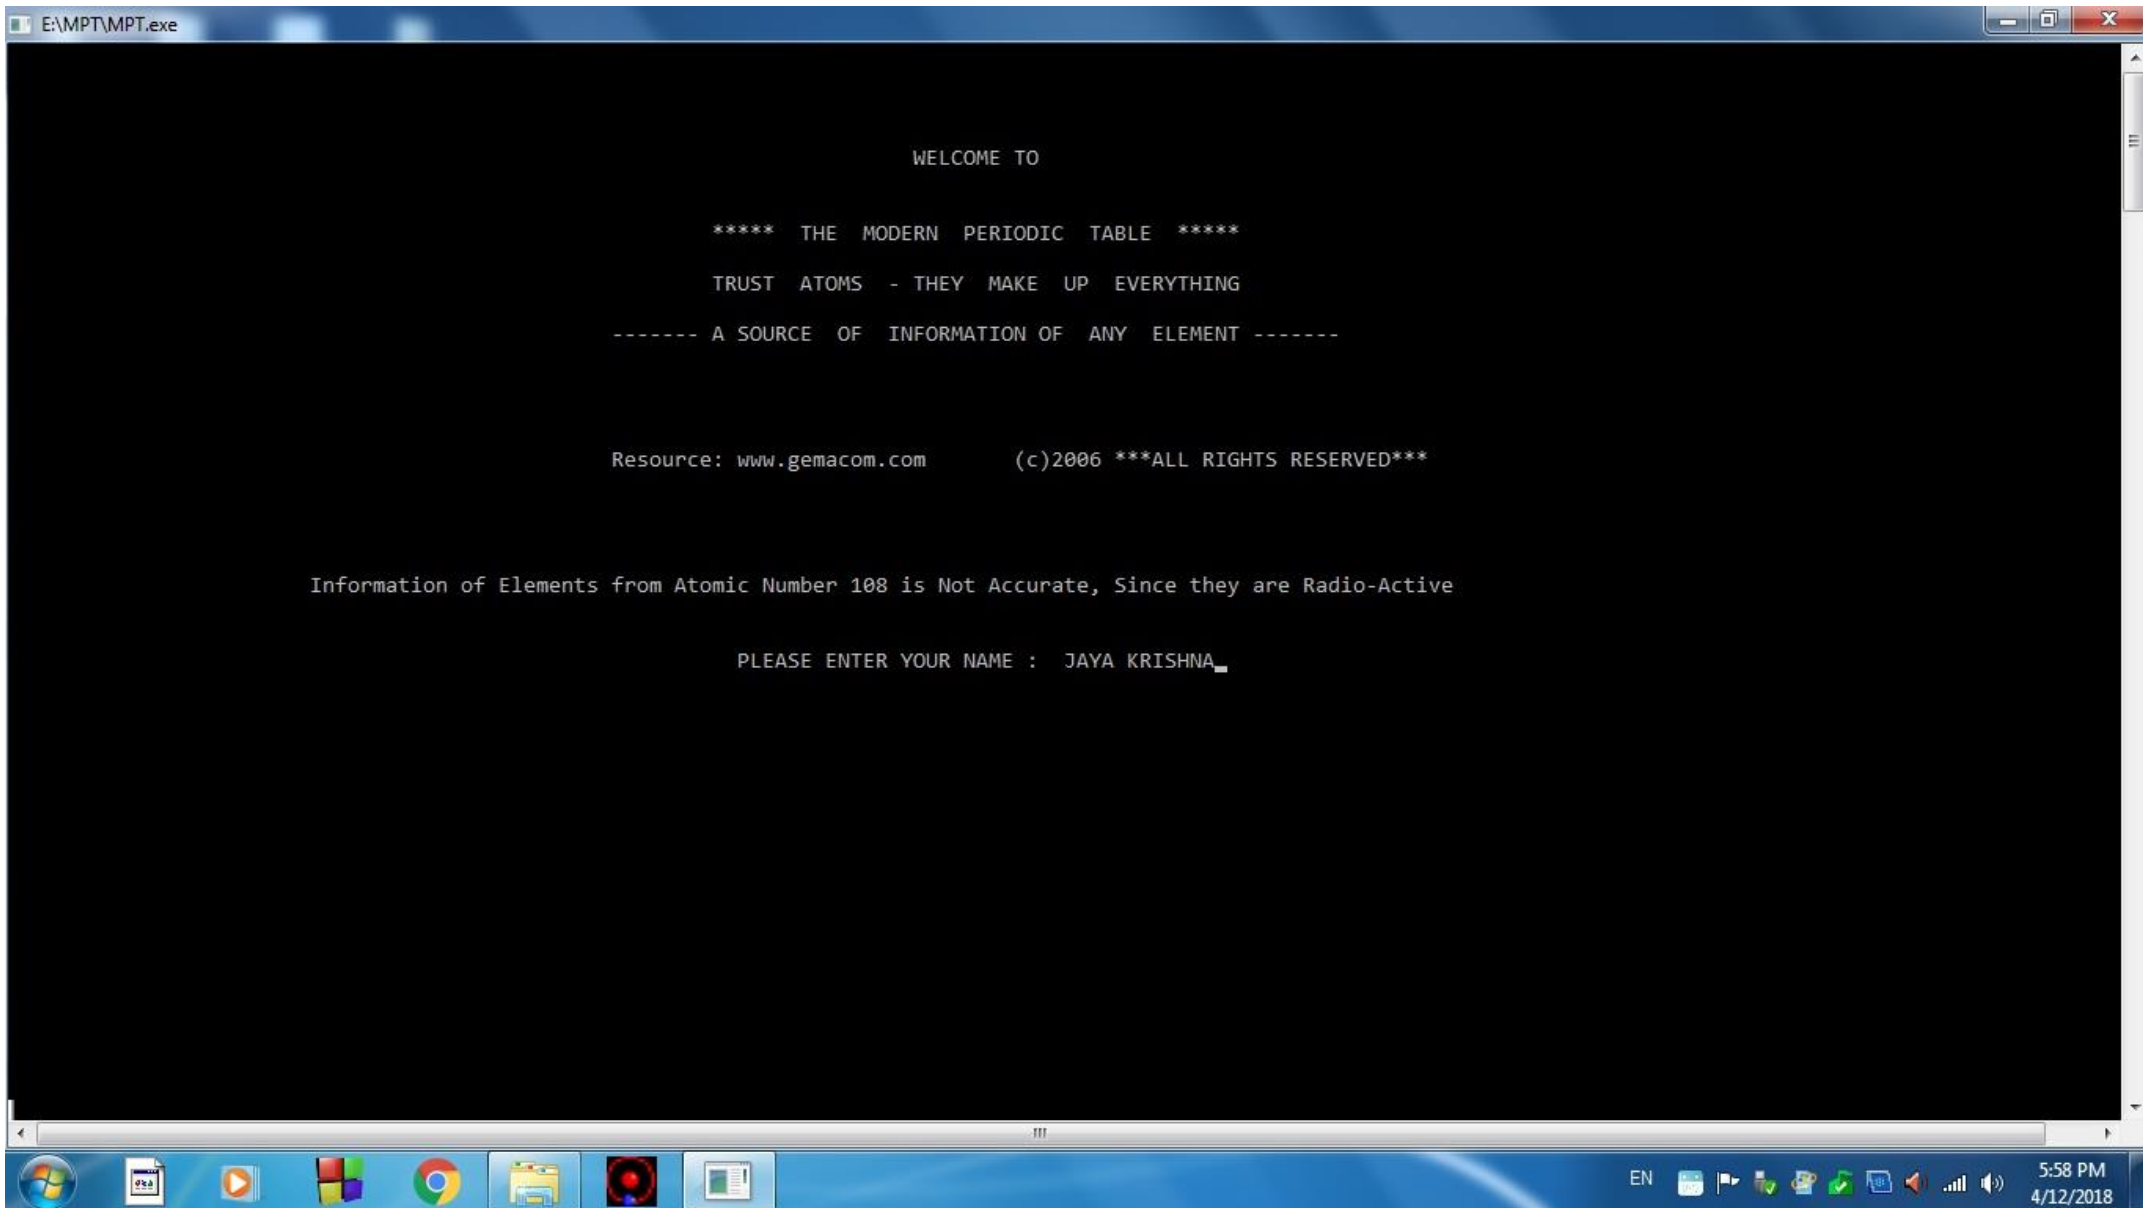 E:\MPT\MPT.exe
WELCOME TO
***** THE MODERN PERIODIC TABLE *****
TRUST ATOMS - THEY MAKE UP EVERYTHING
------- A SOURCE OF INFORMATION OF ANY ELEMENT -------
Resource: www.gemacom.com (c)2006 ***ALL RIGHTS RESERVED***
Information of Elements from Atomic Number 108 is Not Accurate, Since they are Radio-Active
PLEASE ENTER YOUR NAME : JAYA KRISHNA
EN
5:58 PM
4/12/2018